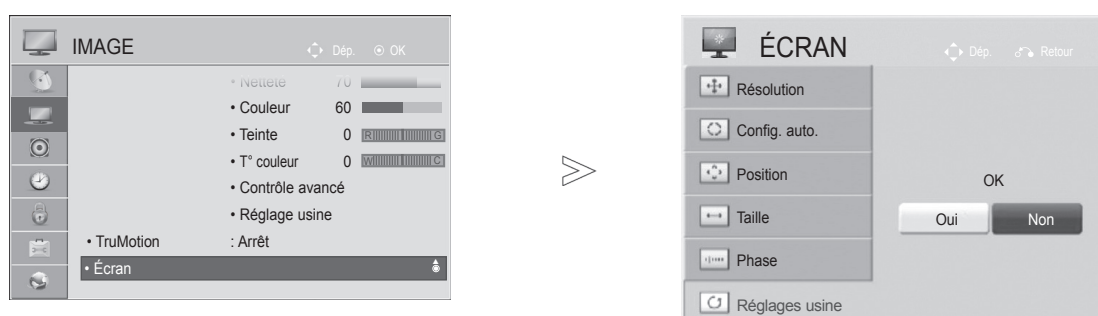 IMAGE
Dép. OK
• Netteté 70
• Couleur 60
• Teinte 0 R G
• T° couleur 0 W C
• Contrôle avancé
• Réglage usine
• TruMotion : Arrêt
• Écran
ÉCRAN
Dép. Retour
Résolution
Config. auto.
Position
Taille
Phase
Réglages usine
OK
Oui Non